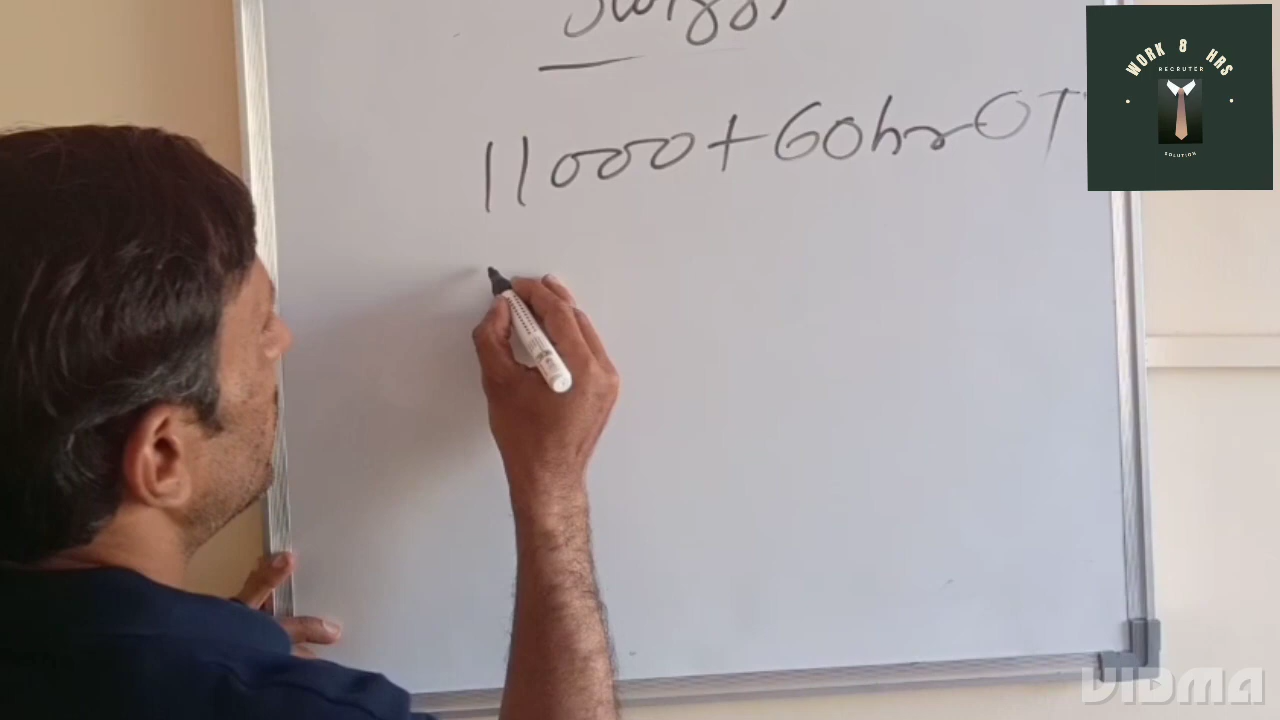 11000+60hr OT
WORK 8 HRS
RECRUTER
SOLUTION
VIDMA